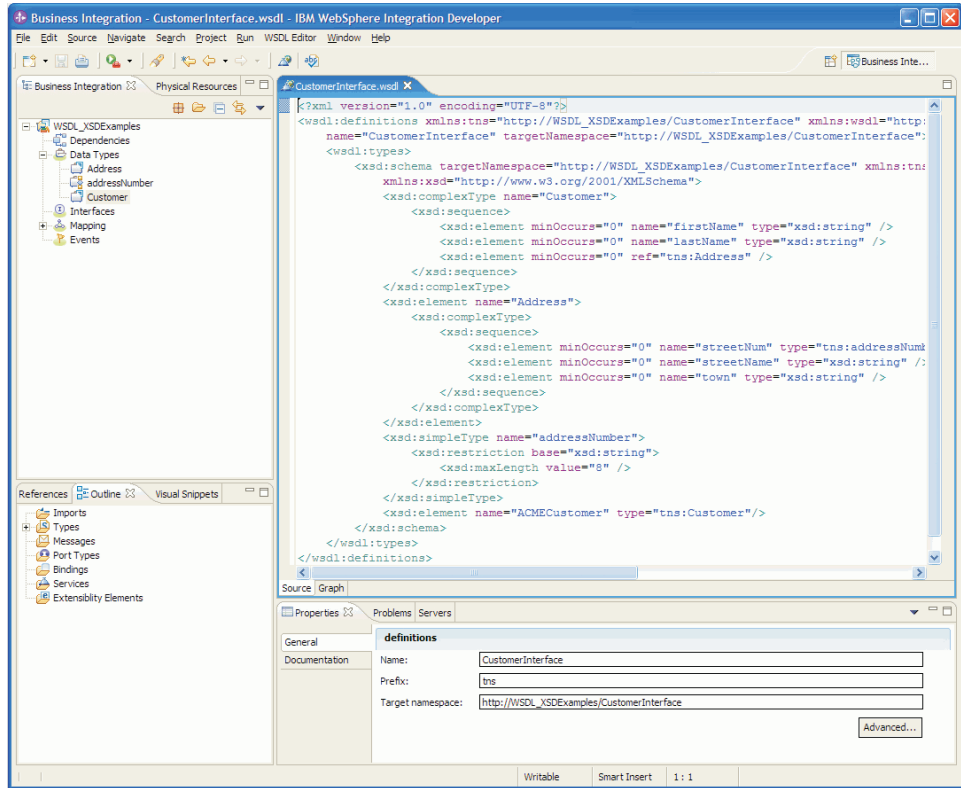 Business Integration - CustomerInterface.wsdl - IBM WebSphere Integration Developer
File Edit Source Navigate Search Project Run WSDL Editor Window Help
Business Inte...
Business Integration Physical Resources
WSDL_XSDExamples
Dependencies
Data Types
Address
addressNumber
Customer
Interfaces
Mapping
Events
References Outline Visual Snippets
Imports
Types
Messages
Port Types
Bindings
Services
Extensiblity Elements
CustomerInterface.wsdl
<?xml version="1.0" encoding="UTF-8"?>
<wsdl:definitions xmlns:tns="http://WSDL_XSDExamples/CustomerInterface" xmlns:wsdl="http:
name="CustomerInterface" targetNamespace="http://WSDL_XSDExamples/CustomerInterface":
<wsdl:types>
<xsd:schema targetNamespace="http://WSDL_XSDExamples/CustomerInterface" xmlns:tns
xmlns:xsd="http://www.w3.org/2001/XMLSchema">
<xsd:complexType name="Customer">
<xsd:sequence>
<xsd:element minOccurs="0" name="firstName" type="xsd:string" />
<xsd:element minOccurs="0" name="lastName" type="xsd:string" />
<xsd:element minOccurs="0" ref="tns:Address" />
</xsd:sequence>
</xsd:complexType>
<xsd:element name="Address">
<xsd:complexType>
<xsd:sequence>
<xsd:element minOccurs="0" name="streetNum" type="tns:addressNumb
<xsd:element minOccurs="0" name="streetName" type="xsd:string" />
<xsd:element minOccurs="0" name="town" type="xsd:string" />
</xsd:sequence>
</xsd:complexType>
</xsd:element>
<xsd:simpleType name="addressNumber">
<xsd:restriction base="xsd:string">
<xsd:maxLength value="8" />
</xsd:restriction>
</xsd:simpleType>
<xsd:element name="ACMECustomer" type="tns:Customer"/>
</xsd:schema>
</wsdl:types>
</wsdl:definitions>
Source Graph
Properties Problems Servers
General
Documentation
definitions
Name: CustomerInterface
Prefix: tns
Target namespace: http://WSDL_XSDExamples/CustomerInterface
Advanced...
Writable Smart Insert 1 : 1